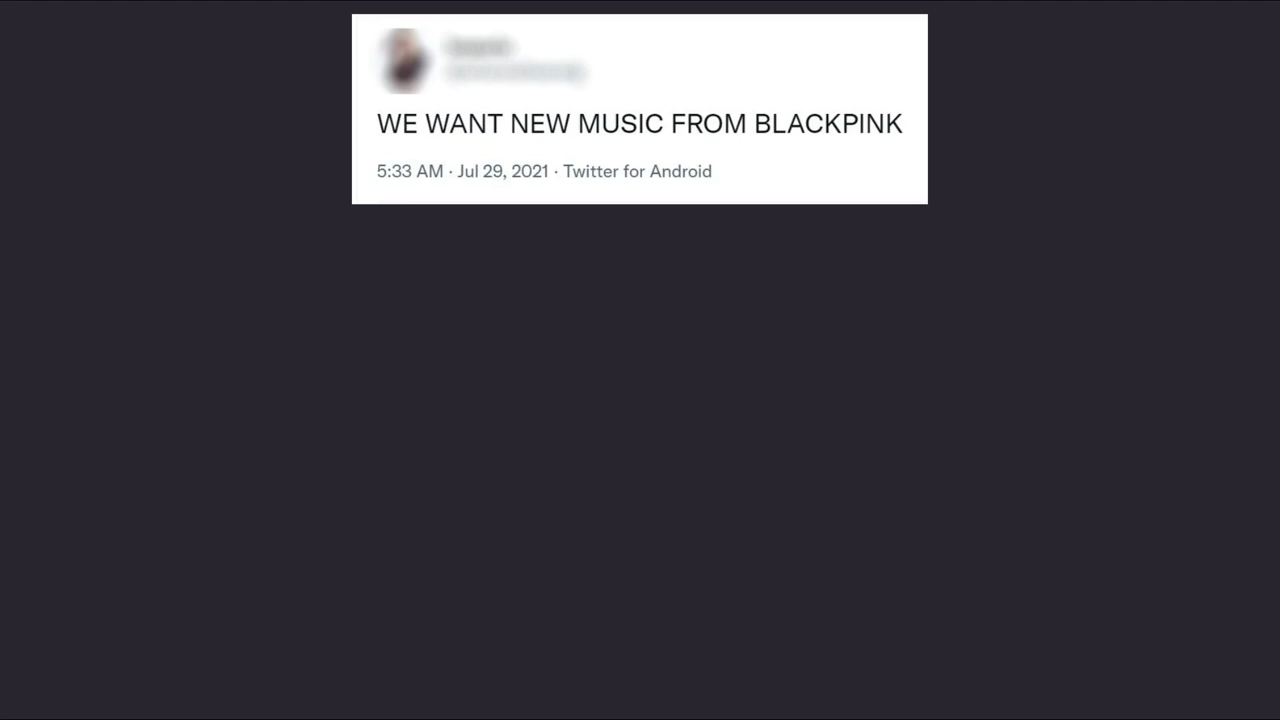 WE WANT NEW MUSIC FROM BLACKPINK
5:33 AM · Jul 29, 2021 · Twitter for Android